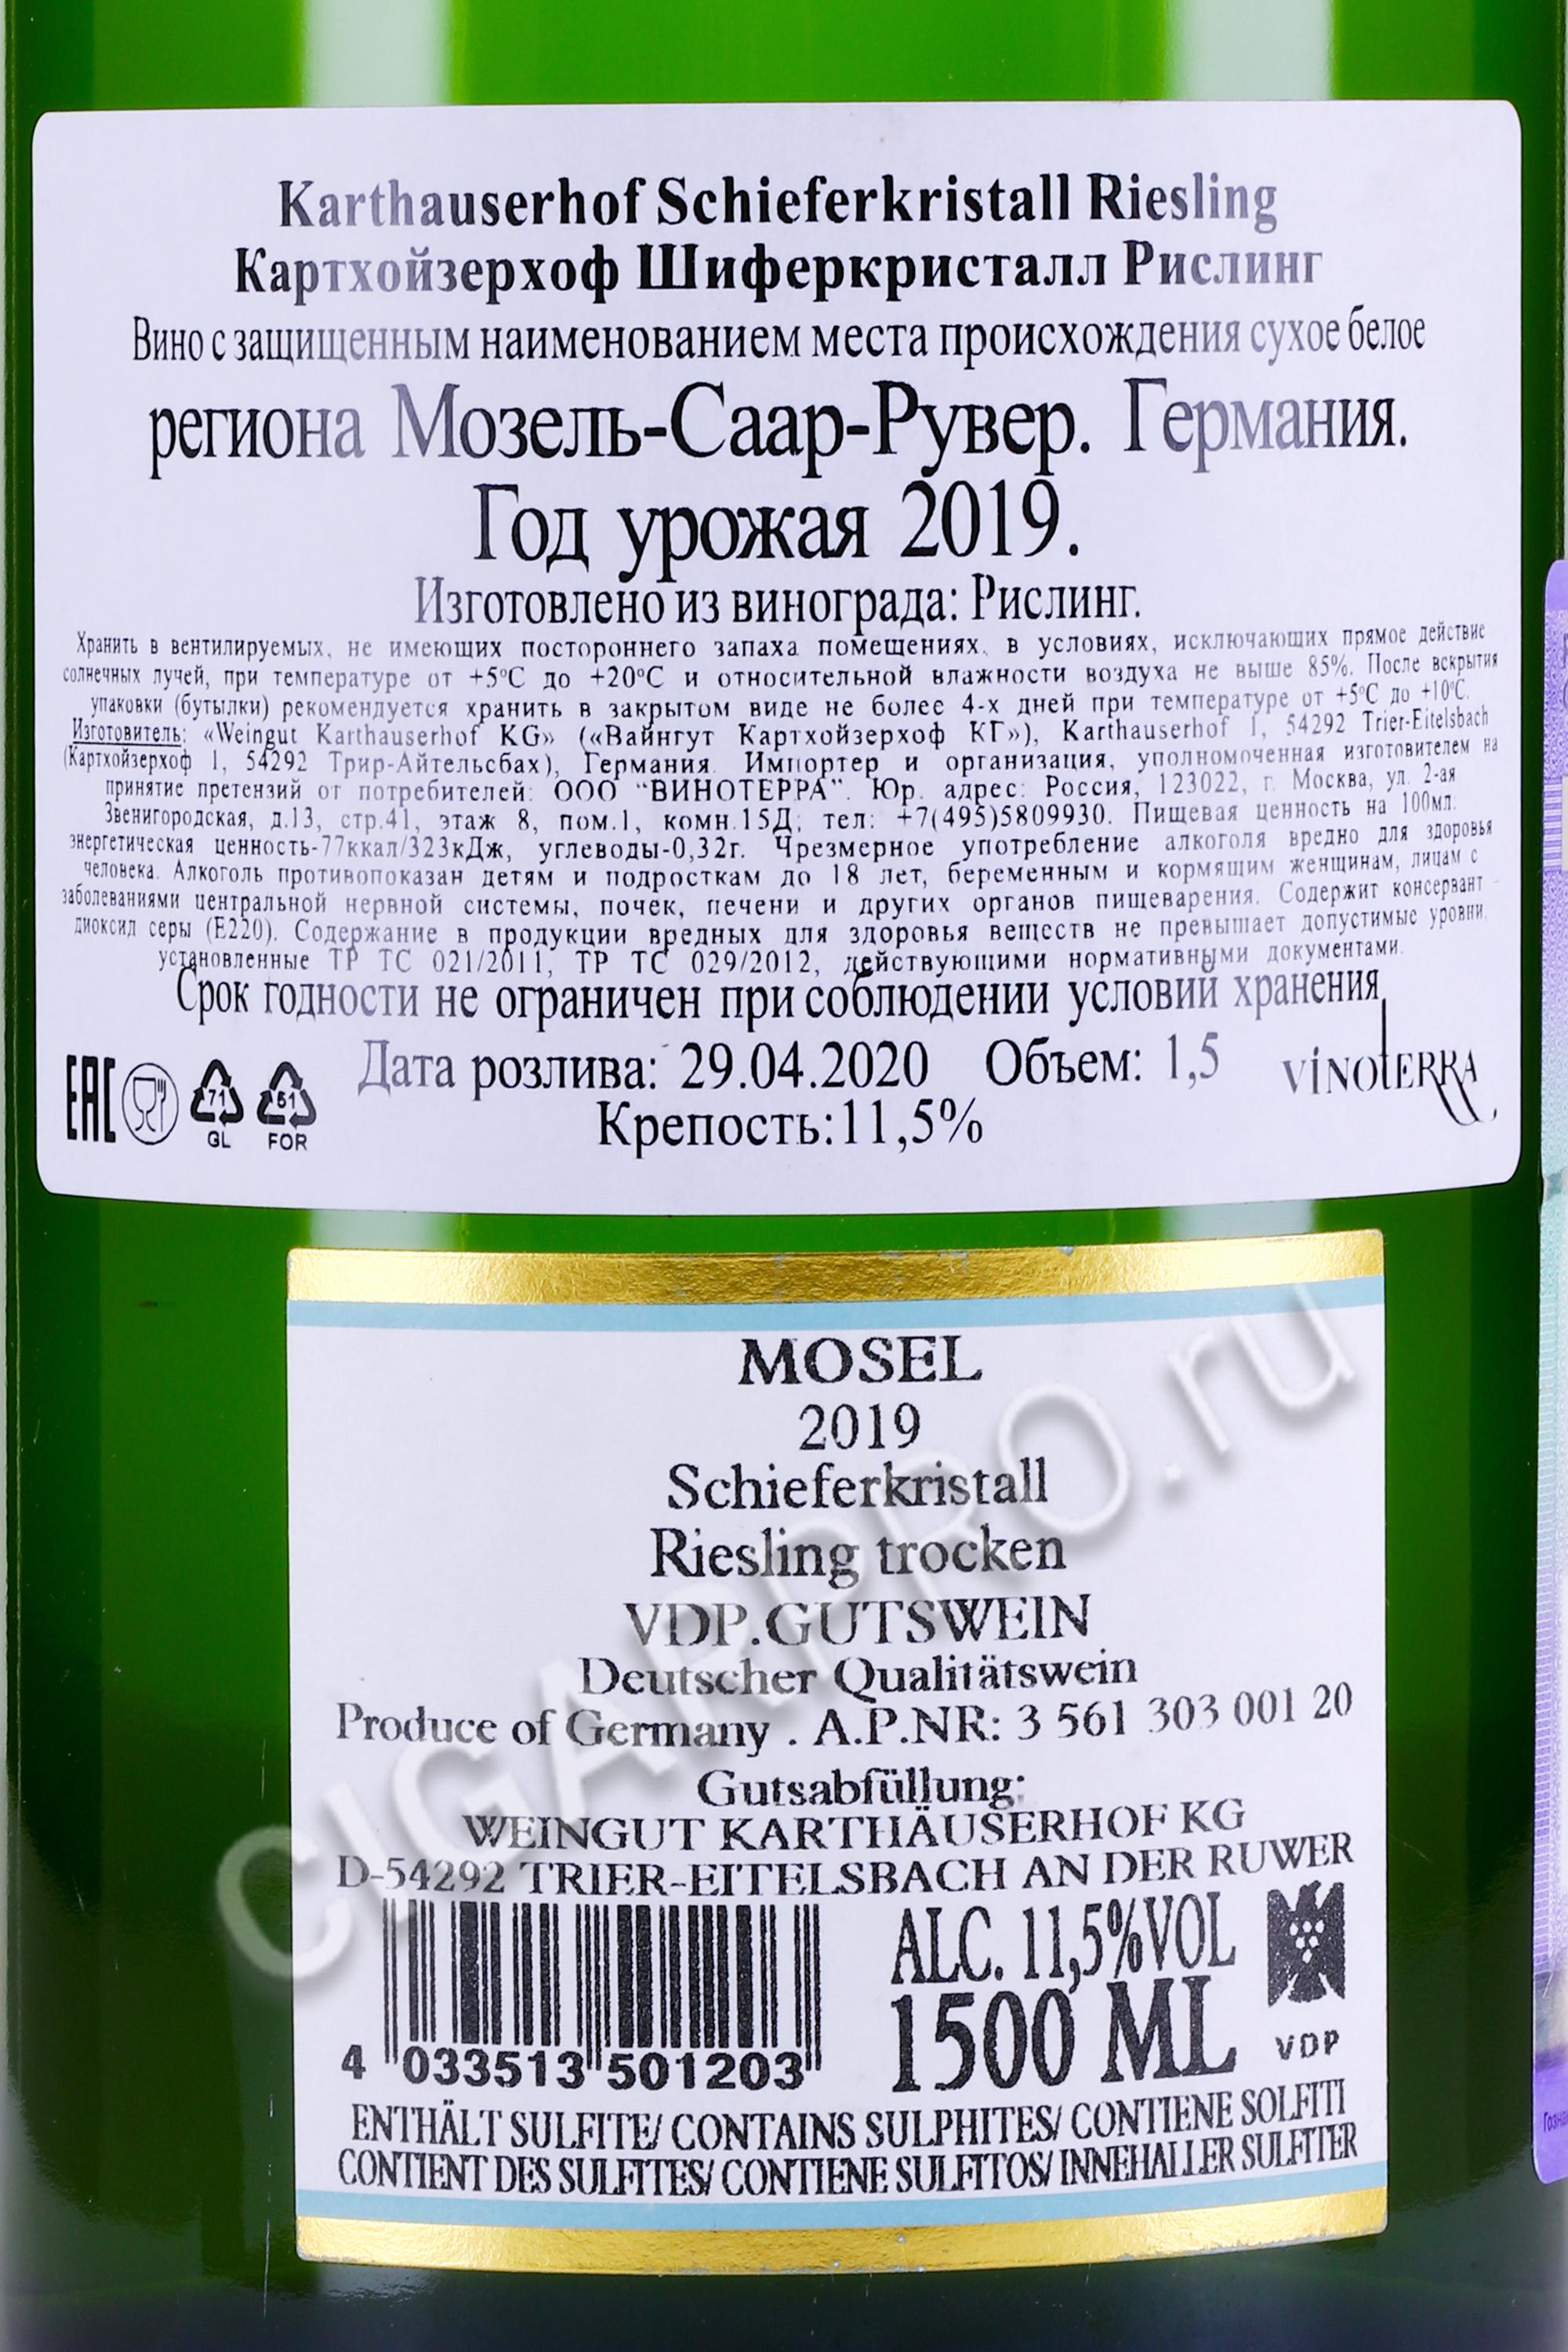 Karthauserhof Schieferkristall Riesling
Картхойзерхоф Шиферкристалл Рислинг
Вино с защищенным наименованием места происхождения сухое белое
региона Мозель-Саар-Рувер. Германия.
Год урожая 2019.
Изготовлено из винограда: Рислинг.
Хранить в вентилируемых, не имеющих постороннего запаха помещениях, в условиях, исключающих прямое действие
солнечных лучей, при температуре от +5°С до +20°С и относительной влажности воздуха не выше 85%. После вскрытия
упаковки (бутылки) рекомендуется хранить в закрытом виде не более 4-х дней при температуре от +5°С до +10°С.
Изготовитель: «Weingut Karthauserhof KG» («Вайнгут Картхойзерхоф КГ»), Karthauserhof 1, 54292 Trier-Eitelsbach
(Картхойзерхоф 1, 54292 Трир-Айтельсбах), Германия. Импортер и организация, уполномоченная изготовителем на
принятие претензий от потребителей: ООО "ВИНОТЕРРА". Юр. адрес: Россия, 123022, г. Москва, ул. 2-ая
Звенигородская, д.13, стр.41, этаж 8, пом.1, комн.15Д; тел: +7(495)5809930. Пищевая ценность на 100мл:
энергетическая ценность-77ккал/323кДж, углеводы-0,32г. Чрезмерное употребление алкоголя вредно для здоровья
человека. Алкоголь противопоказан детям и подросткам до 18 лет, беременным и кормящим женщинам, лицам с
заболеваниями центральной нервной системы, почек, печени и других органов пищеварения. Содержит консервант -
диоксид серы (Е220). Содержание в продукции вредных для здоровья веществ не превышает допустимые уровни,
установленные ТР ТС 021/2011, ТР ТС 029/2012, действующими нормативными документами.
Срок годности не ограничен при соблюдении условий хранения
Дата розлива: 29.04.2020 Объем: 1,5
Крепость:11,5%
EAC
71
GL
51
FOR
VINOTERRA
MOSEL
2019
Schieferkristall
Riesling trocken
VDP.GUTSWEIN
Deutscher Qualitätswein
Produce of Germany . A.P.NR: 3 561 303 001 20
Gutsabfüllung:
WEINGUT KARTHÄUSERHOF KG
D-54292 TRIER-EITELSBACH AN DER RUWER
ALC. 11,5%VOL
1500 ML
VDP
4 033513 501203
ENTHÄLT SULFITE/ CONTAINS SULPHITES/ CONTIENE SOLFITI
CONTIENT DES SULFITES/ CONTIENE SULFITOS/ INNEHALLER SULFITER
CIGARPRO.ru